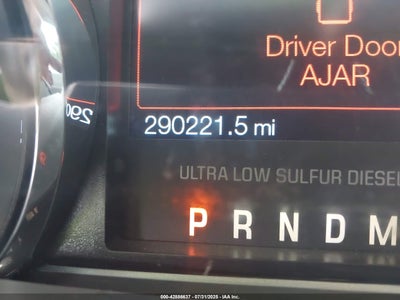 Driver Door
AJAR
290221.5 mi
ULTRA LOW SULFUR DIESEL
P R N D M
000-42886637 - 07/31/2025 - IAA Inc.